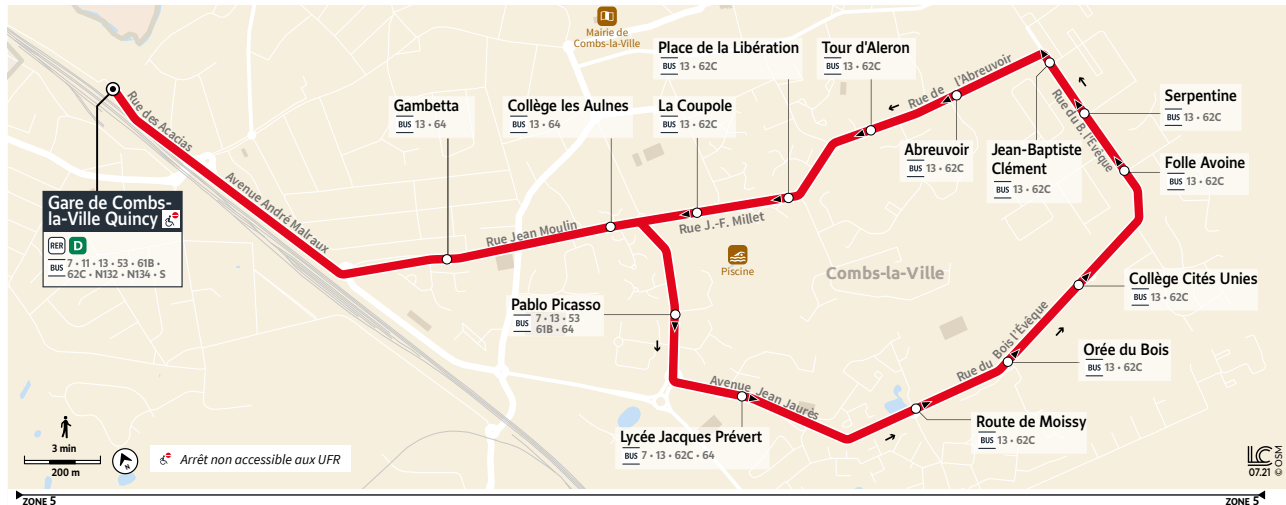 Mairie de
Combs-la-Ville
Place de la Libération
BUS 13 • 62C
Tour d'Aleron
BUS 13 • 62C
Rue de l'Abreuvoir
Serpentine
BUS 13 • 62C
Rue des Acacias
Gambetta
BUS 13 • 64
Collège les Aulnes
BUS 13 • 64
La Coupole
BUS 13 • 62C
Abreuvoir
BUS 13 • 62C
Jean-Baptiste
Clément
BUS 13 • 62C
Rue du B. l'Évêque
Folle Avoine
BUS 13 • 62C
Gare de Combs-
la-Ville Quincy
RER D
BUS 7 • 11 • 13 • 53 • 61B •
62C • N132 • N134 • S
Avenue André Malraux
Rue Jean Moulin
Rue J.-F. Millet
Piscine
Combs-la-Ville
Collège Cités Unies
BUS 13 • 62C
Pablo Picasso
BUS 7 • 13 • 53
61B • 64
Rue du Bois l'Évêque
Orée du Bois
BUS 13 • 62C
Avenue Jean Jaurès
Route de Moissy
BUS 13 • 62C
Lycée Jacques Prévert
BUS 7 • 13 • 62C • 64
3 min
200 m
N
Arrêt non accessible aux UFR
LC
07.21
© OSM
ZONE 5
ZONE 5